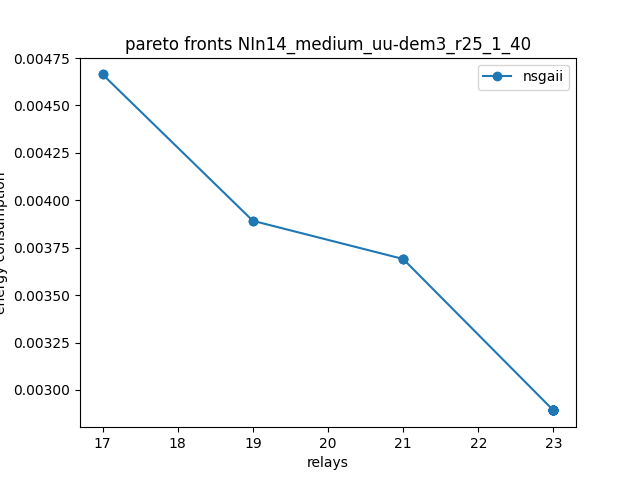 pareto fronts NIn14_medium_uu-dem3_r25_1_40
nsgaii
0.00475
0.00450
0.00425
0.00400
0.00375
0.00350
0.00325
0.00300
energy consumption
17 18 19 20 21 22 23
relays